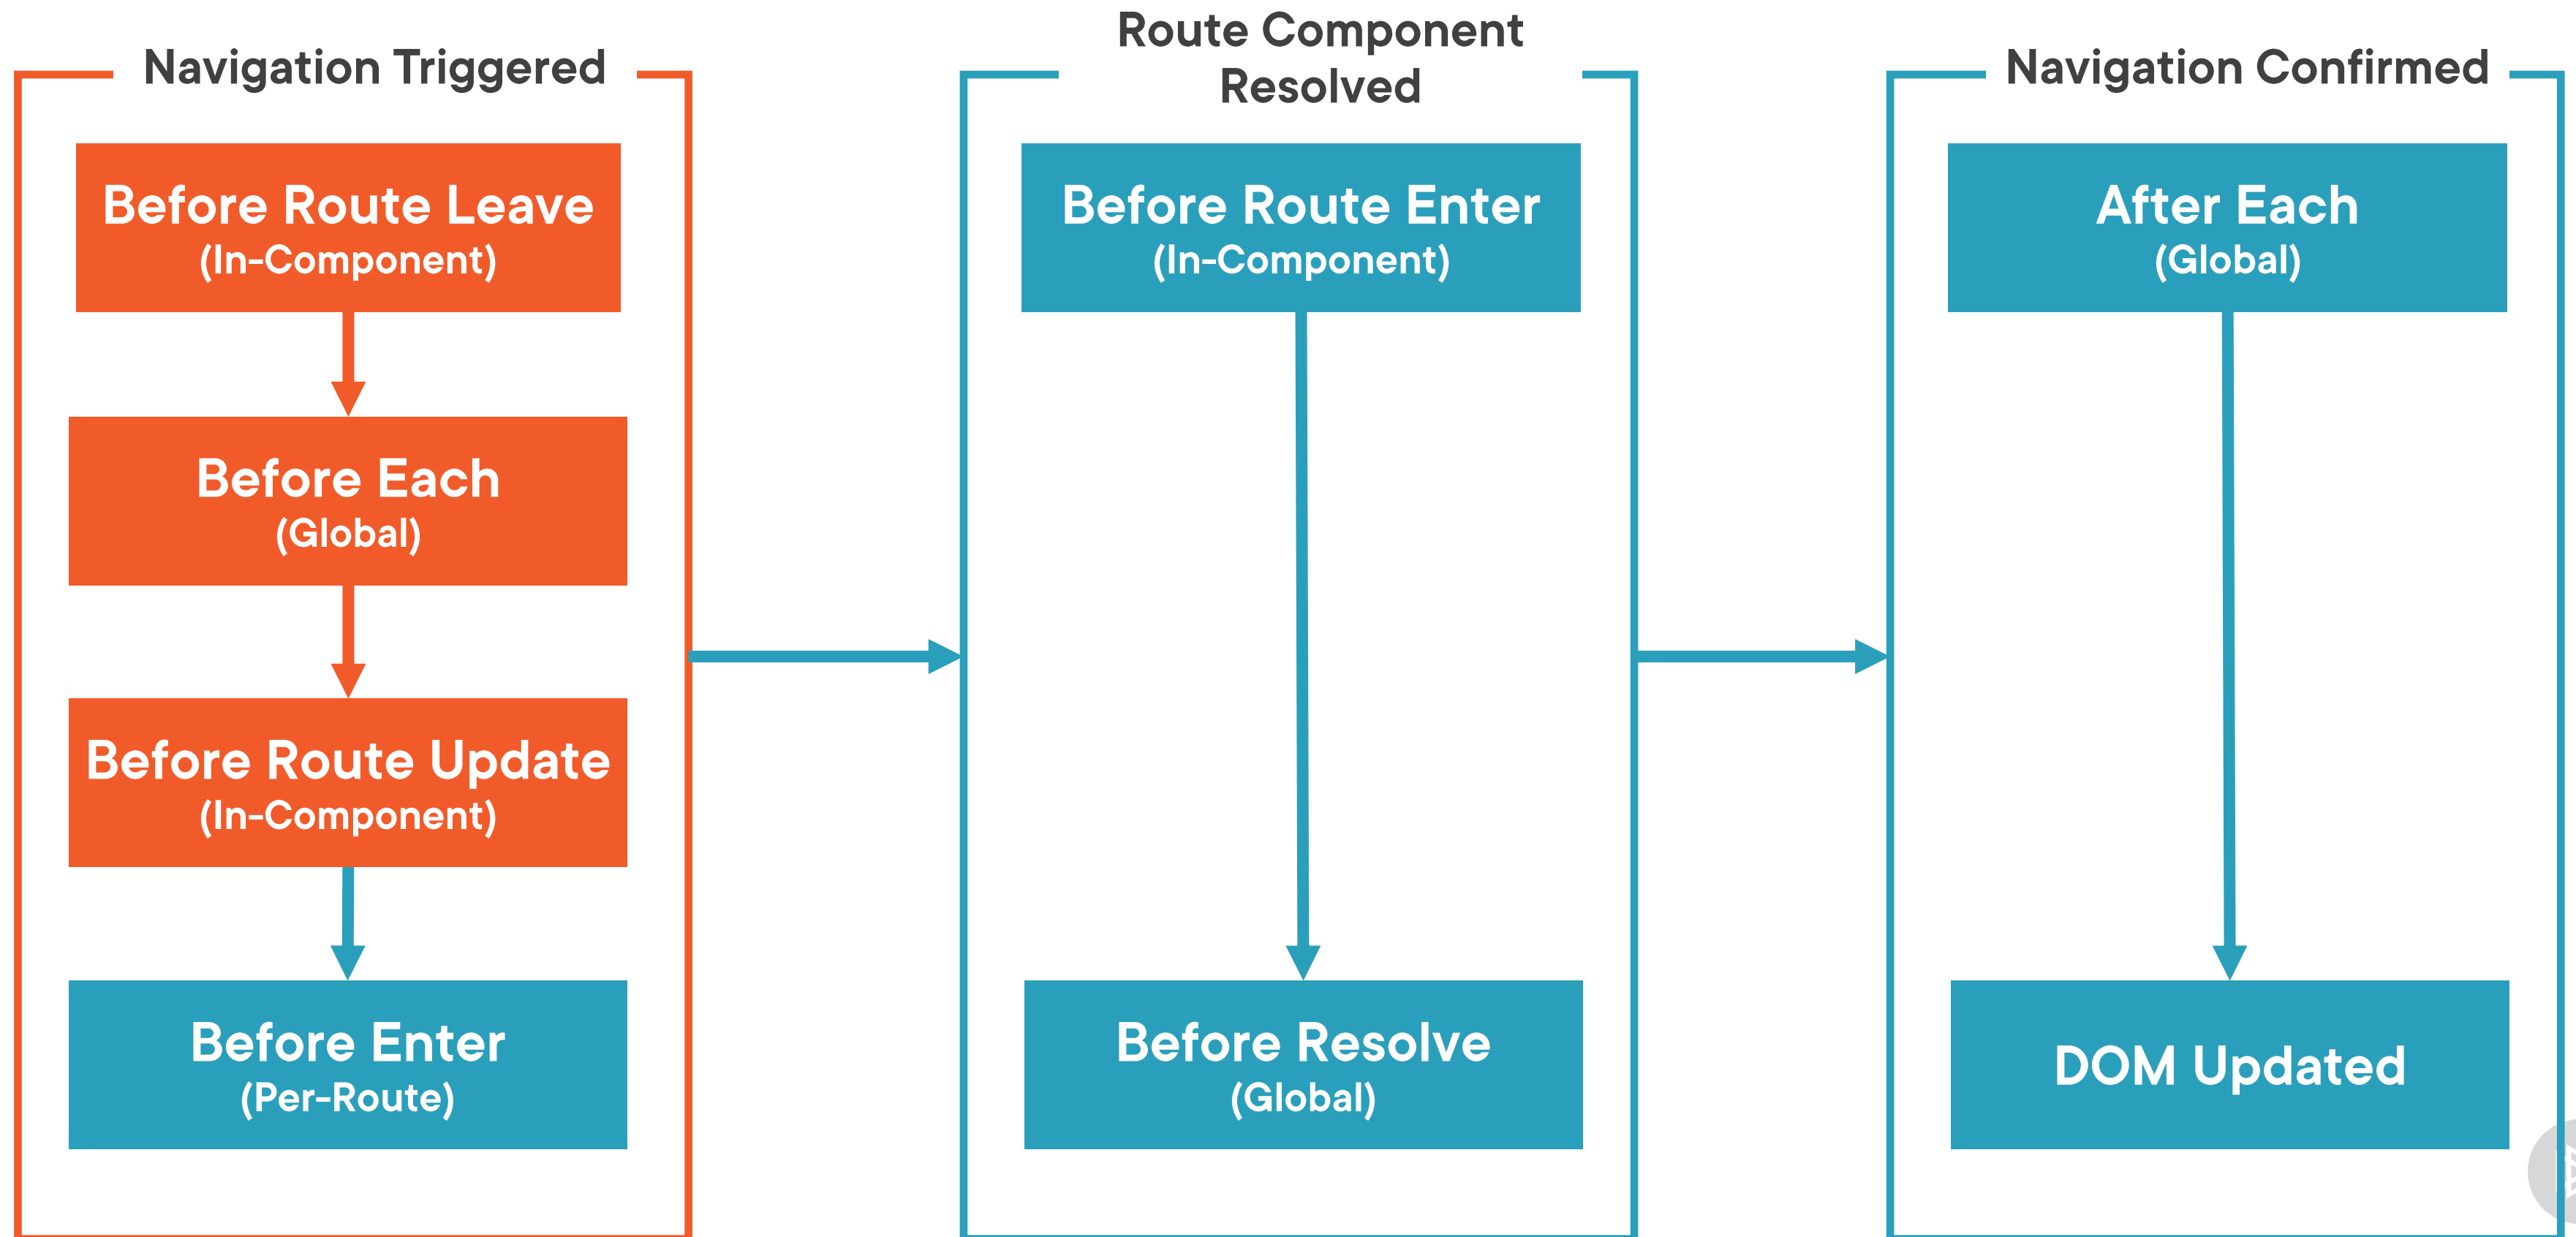 Navigation Triggered
Before Route Leave
(In-Component)
Before Each
(Global)
Before Route Update
(In-Component)
Before Enter
(Per-Route)
Route Component
Resolved
Before Route Enter
(In-Component)
Before Resolve
(Global)
Navigation Confirmed
After Each
(Global)
DOM Updated